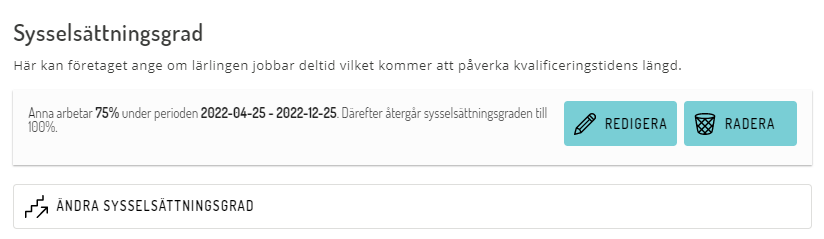 Sysselsättningsgrad
Här kan företaget ange om lärlingen jobbar deltid vilket kommer att påverka kvalificeringstidens längd.
Anna arbetar 75% under perioden 2022-04-25 - 2022-12-25. Därefter återgår sysselsättningsgraden till
100%.
REDIGERA
RADERA
ÄNDRA SYSSELSÄTTNINGSGRAD